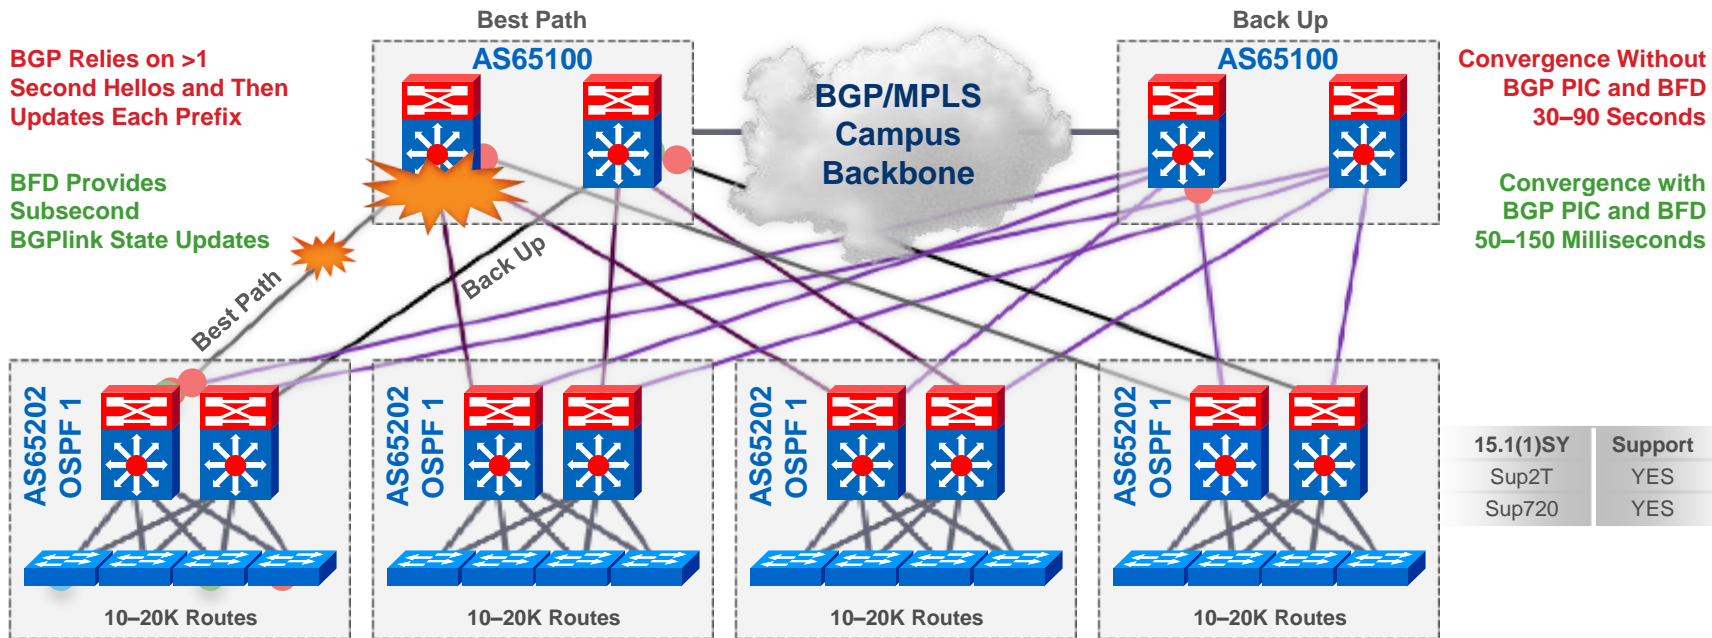 Best Path
Back Up
BGP Relies on >1
Second Hellos and Then
Updates Each Prefix
BFD Provides
Subsecond
BGPlink State Updates
AS65100
BGP/MPLS
Campus
Backbone
AS65100
Convergence Without
BGP PIC and BFD
30–90 Seconds
Convergence with
BGP PIC and BFD
50–150 Milliseconds
Best Path
Back Up
AS65202
OSPF 1
AS65202
OSPF 1
AS65202
OSPF 1
AS65202
OSPF 1
15.1(1)SY Support
Sup2T YES
Sup720 YES
10–20K Routes
10–20K Routes
10–20K Routes
10–20K Routes